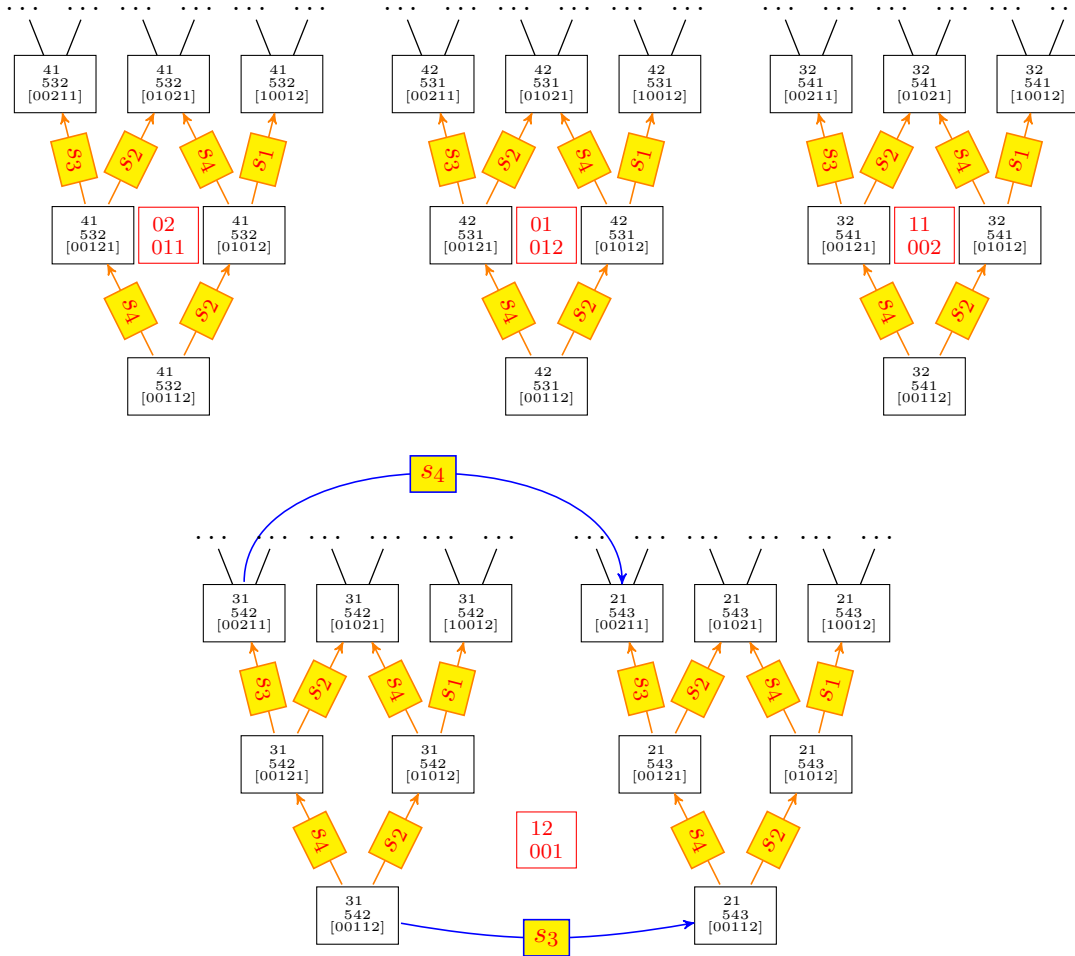 ··· ··· ··· ··· ··· ··· ··· ··· ··· ··· ··· ··· ··· ··· ··· ··· ··· ··
41 41 41 42 42 42 32 32 32
532 532 532 531 531 531 541 541 541
[00211] [01021] [10012] [00211] [01021] [10012] [00211] [01021] [10012]
s3 s2 s4 s1 s3 s2 s4 s1 s3 s2 s4 s1
41 02 41 42 01 42 32 11 32
532 011 532 531 012 531 541 002 541
[00121] [01012] [00121] [01012] [00121] [01012]
s4 s2 s4 s2 s4 s2
41 42 32
532 531 541
[00112] [00112] [00112]
s4
··· ··· ··· ··· ··· ··· ··· ··· ··· ··· ··· ···
31 31 31 21 21 21
542 542 542 543 543 543
[00211] [01021] [10012] [00211] [01021] [10012]
s3 s2 s4 s1 s3 s2 s4 s1
31 31 21 21
542 542 543 543
[00121] [01012] [00121] [01012]
s4 s2 12 s4 s2
001
31 21
542 543
[00112] [00112]
s3